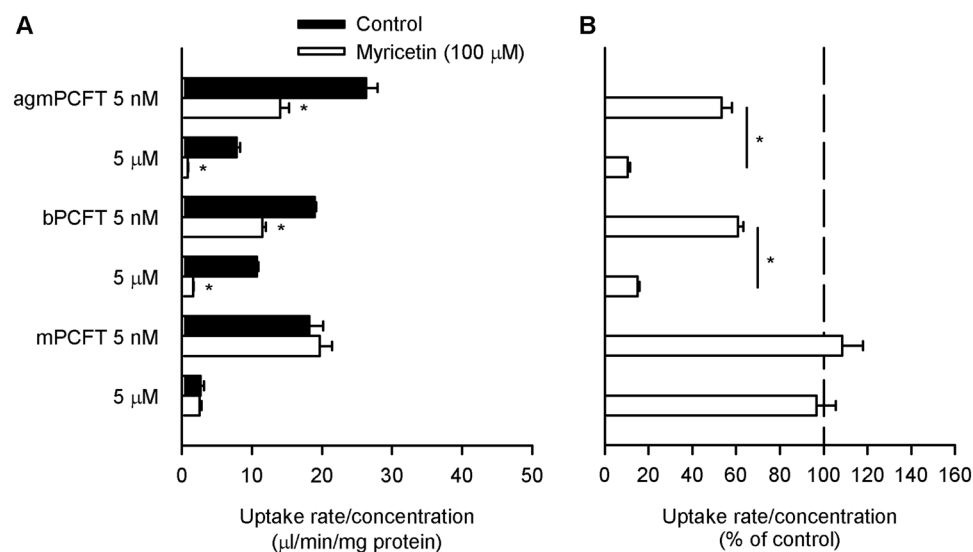 A
Control
Myricetin (100 μM)
B
agmPCFT 5 nM
*
5 μM
*
*
bPCFT 5 nM
*
5 μM
*
*
mPCFT 5 nM
5 μM
0 10 20 30 40 50
0 20 40 60 80 100 120 140 160
Uptake rate/concentration
(μl/min/mg protein)
Uptake rate/concentration
(% of control)